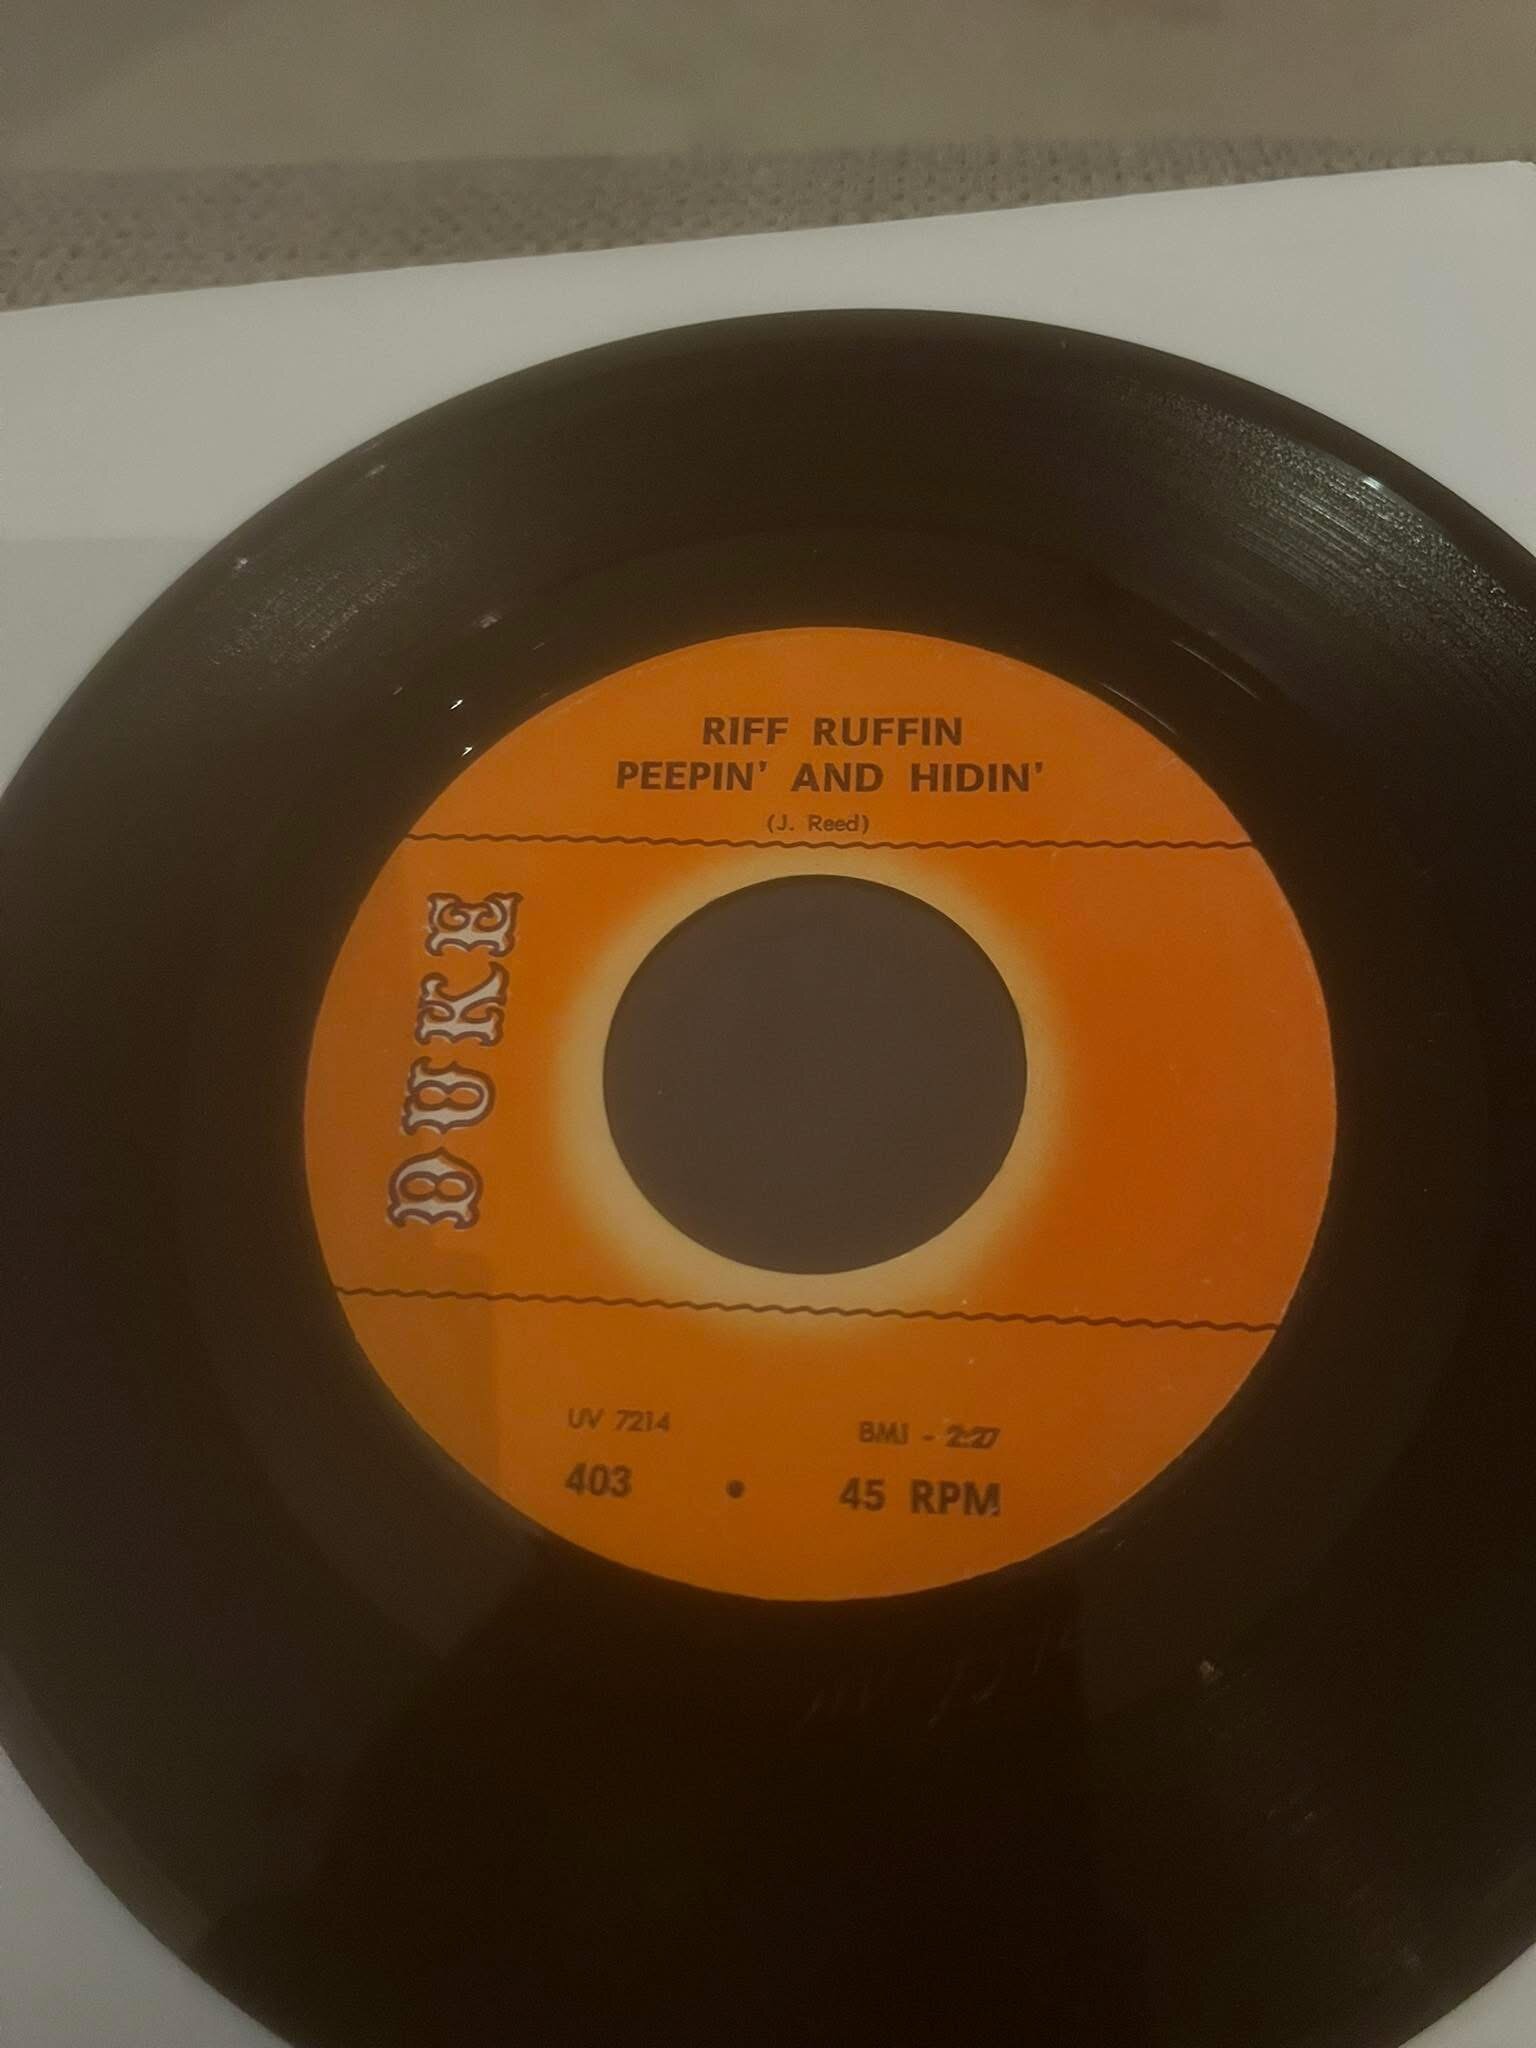 RIFF RUFFIN
PEEPIN' AND HIDIN'
(J. Reed)
DUKE
UV 7214
BMI - 2:27
403 • 45 RPM